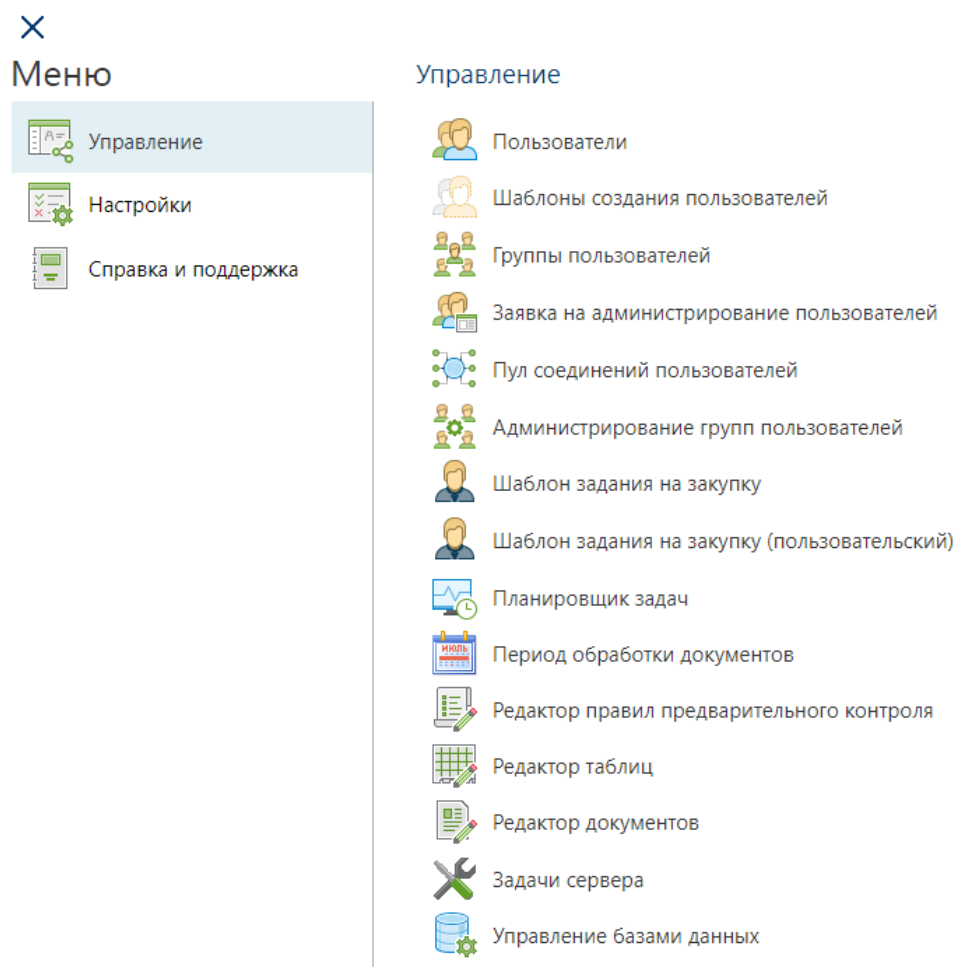 Меню
Управление
Настройки
Справка и поддержка
Управление
Пользователи
Шаблоны создания пользователей
Группы пользователей
Заявка на администрирование пользователей
Пул соединений пользователей
Администрирование групп пользователей
Шаблон задания на закупку
Шаблон задания на закупку (пользовательский)
Планировщик задач
ИЮЛЬ
Период обработки документов
Редактор правил предварительного контроля
Редактор таблиц
Редактор документов
Задачи сервера
Управление базами данных